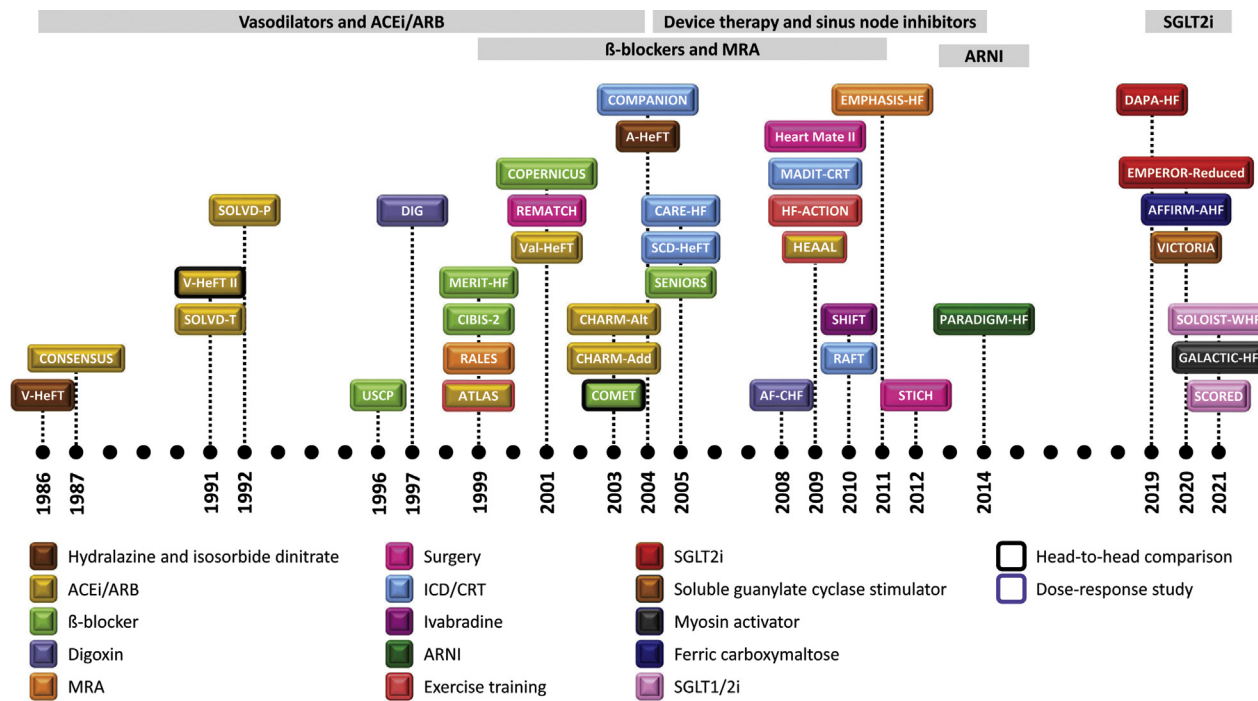 Vasodilators and ACEi/ARB
Device therapy and sinus node inhibitors
SGLT2i
ß-blockers and MRA
ARNI
COMPANION
EMPHASIS-HF
DAPA-HF
A-HeFT
Heart Mate II
COPERNICUS
MADIT-CRT
EMPEROR-Reduced
SOLVD-P
DIG
REMATCH
CARE-HF
HF-ACTION
AFFIRM-AHF
Val-HeFT
SCD-HeFT
HEAAL
VICTORIA
V-HeFT II
MERIT-HF
SENIORS
SOLVD-T
CIBIS-2
CHARM-Alt
SHIFT
PARADIGM-HF
SOLOIST-WHF
CONSENSUS
RALES
CHARM-Add
RAFT
GALACTIC-HF
V-HeFT
USCP
ATLAS
COMET
AF-CHF
STICH
SCORED
1986
1987
1991
1992
1996
1997
1999
2001
2003
2004
2005
2008
2009
2010
2011
2012
2014
2019
2020
2021
Hydralazine and isosorbide dinitrate
ACEi/ARB
ß-blocker
Digoxin
MRA
Surgery
ICD/CRT
Ivabradine
ARNI
Exercise training
SGLT2i
Soluble guanylate cyclase stimulator
Myosin activator
Ferric carboxymaltose
SGLT1/2i
Head-to-head comparison
Dose-response study